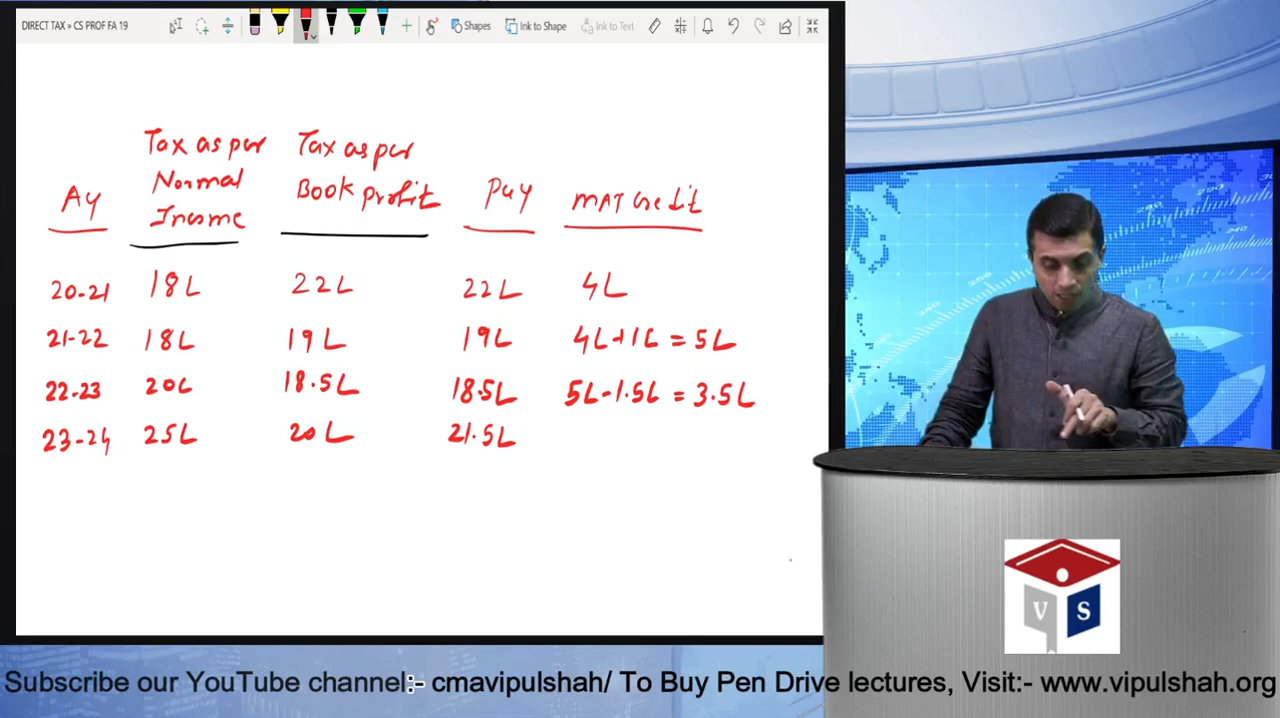 DIRECT TAX » CS PROF FA 19
Shapes
Ink to Shape
Ink to Text
AY
Tax as per
Normal
Income
Tax as per
Book profit
Pay
MAT credit
20-21 18L 22L 22L 4L
21-22 18L 19L 19L 4L+1L = 5L
22-23 20L 18.5L 18.5L 5L-1.5L = 3.5L
23-24 25L 20L 21.5L
V S
Subscribe our YouTube channel:- cmavipulshah/ To Buy Pen Drive lectures, Visit:- www.vipulshah.org